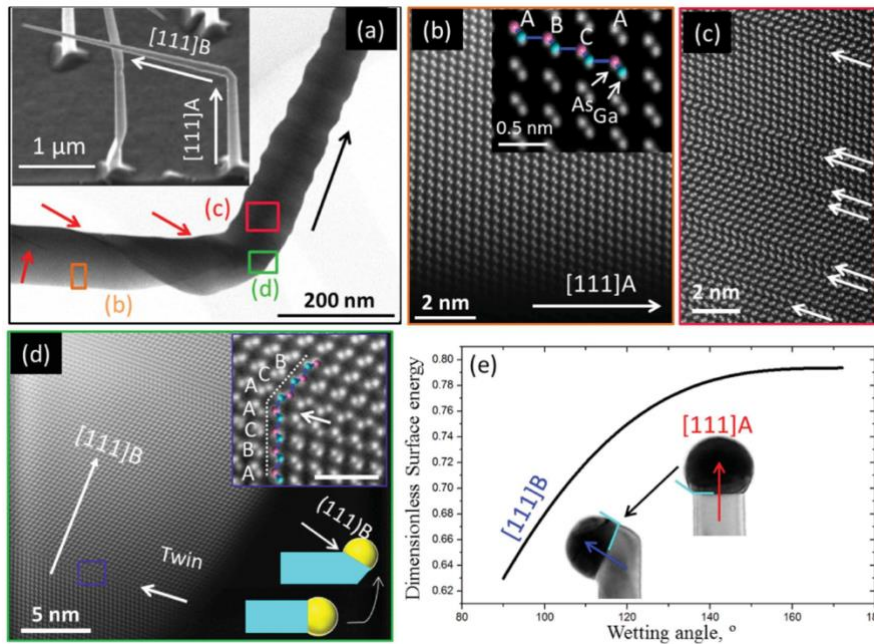 [111]B
(a)
[111]A
1 μm
(c)
(b)
(d)
200 nm
(b)
A B C A
As
Ga
0.5 nm
2 nm
[111]A
(c)
2 nm
(d)
[111]B
B
C
A
A
C
B
A
(111)B
Twin
5 nm
(e)
Dimensionless Surface energy
0.80
0.78
0.76
0.74
0.72
0.70
0.68
0.66
0.64
0.62
[111]A
[111]B
80 100 120 140 160 180
Wetting angle, °